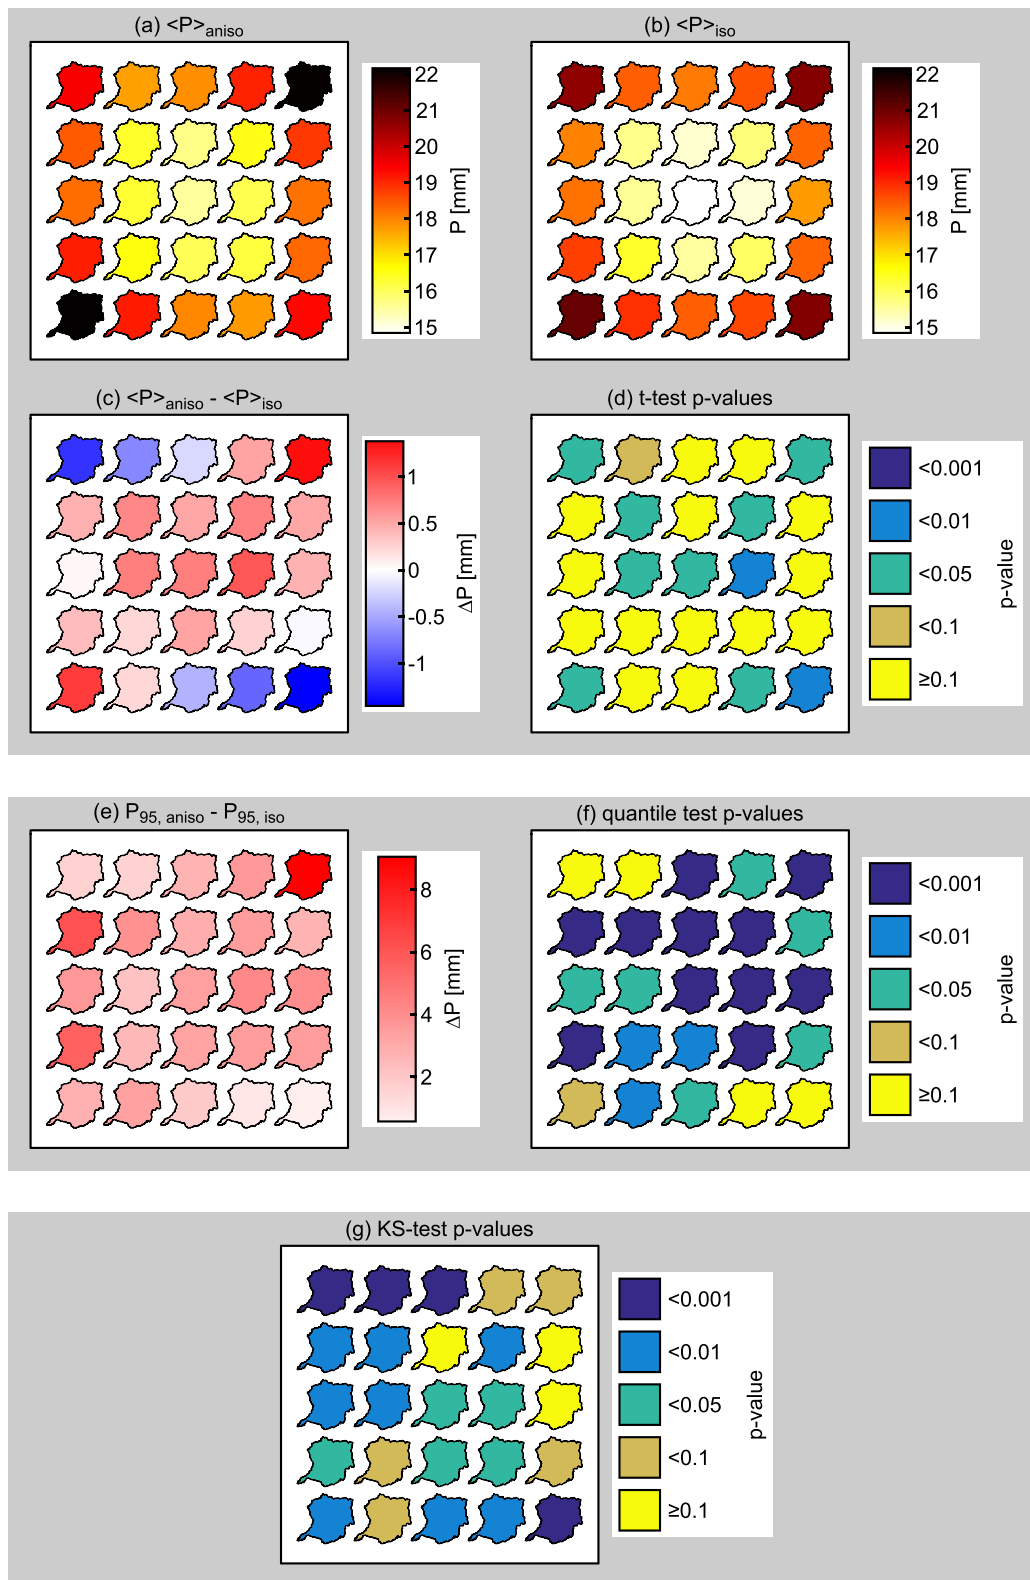 (a) <P>aniso
(b) <P>iso
22
21
20
19
18
17
16
15
P [mm]
22
21
20
19
18
17
16
15
P [mm]
(c) <P>aniso - <P>iso
(d) t-test p-values
1
0.5
0
-0.5
-1
ΔP [mm]
<0.001
<0.01
<0.05
<0.1
≥0.1
p-value
(e) P95, aniso - P95, iso
(f) quantile test p-values
8
6
4
2
ΔP [mm]
<0.001
<0.01
<0.05
<0.1
≥0.1
p-value
(g) KS-test p-values
<0.001
<0.01
<0.05
<0.1
≥0.1
p-value